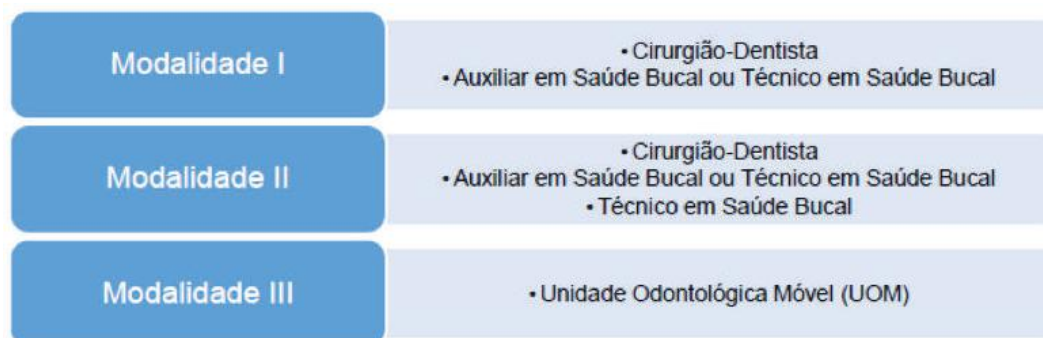 Modalidade I
• Cirurgião-Dentista
• Auxiliar em Saúde Bucal ou Técnico em Saúde Bucal
Modalidade II
• Cirurgião-Dentista
• Auxiliar em Saúde Bucal ou Técnico em Saúde Bucal
• Técnico em Saúde Bucal
Modalidade III
• Unidade Odontológica Móvel (UOM)